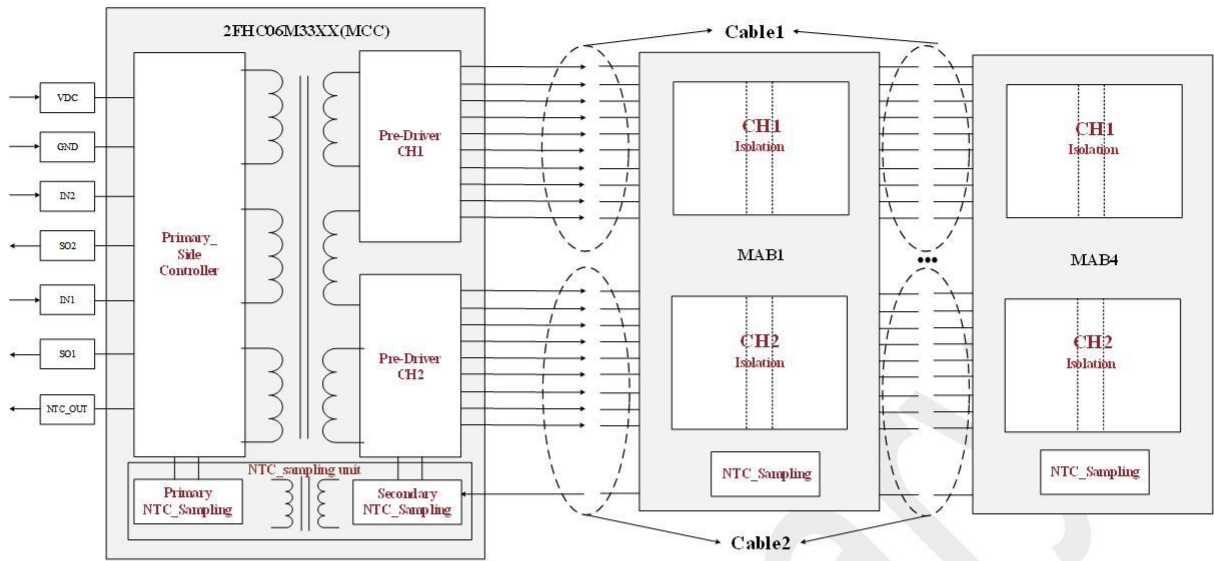 2FHC06M33XX(MCC)
VDC
GND
IN2
SO2
IN1
SO1
NTC_OUT
Primary_
Side
Controller
Pre-Driver
CH1
Pre-Driver
CH2
NTC_sampling unit
Primary
NTC_Sampling
Secondary
NTC_Sampling
Cable1
CH1
Isolation
MAB1
CH2
Isolation
NTC_Sampling
...
CH1
Isolation
MAB4
CH2
Isolation
NTC_Sampling
Cable2